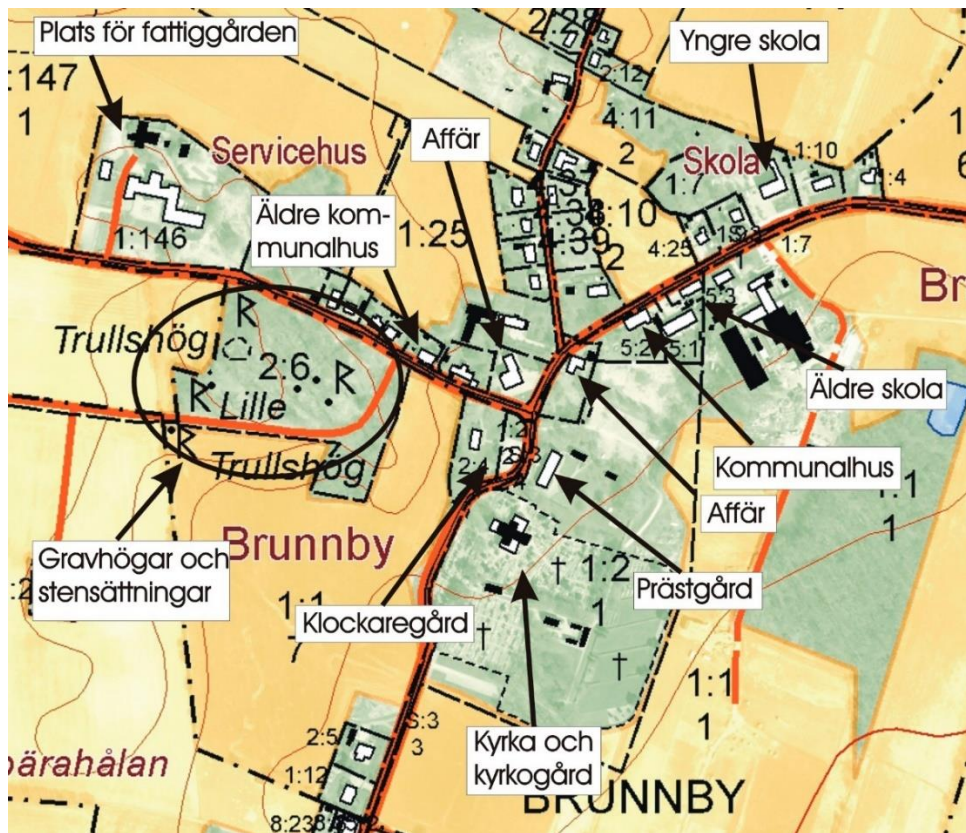 Plats för fattiggården
:147
1
Servicehus
1:146
Affär
Äldre kom-
munalhus
1:25
2:12
4:11
2
Yngre skola
Skola
1:7
1:10
:4
4:39
2
4:25
1:7
Br
Trullshög
2:6
R
R
R
Lille
Trullshög
5:2
5:1
5:3
Äldre skola
Kommunalhus
Affär
1:1
1
Gravhögar och
stensättningar
Brunnby
1:1
Klockaregård
2:4
Prästgård
1:2
1
1:1
1
Kyrka och
kyrkogård
S:3
3
2:5
1:12
BRUNNBY
ärahålan